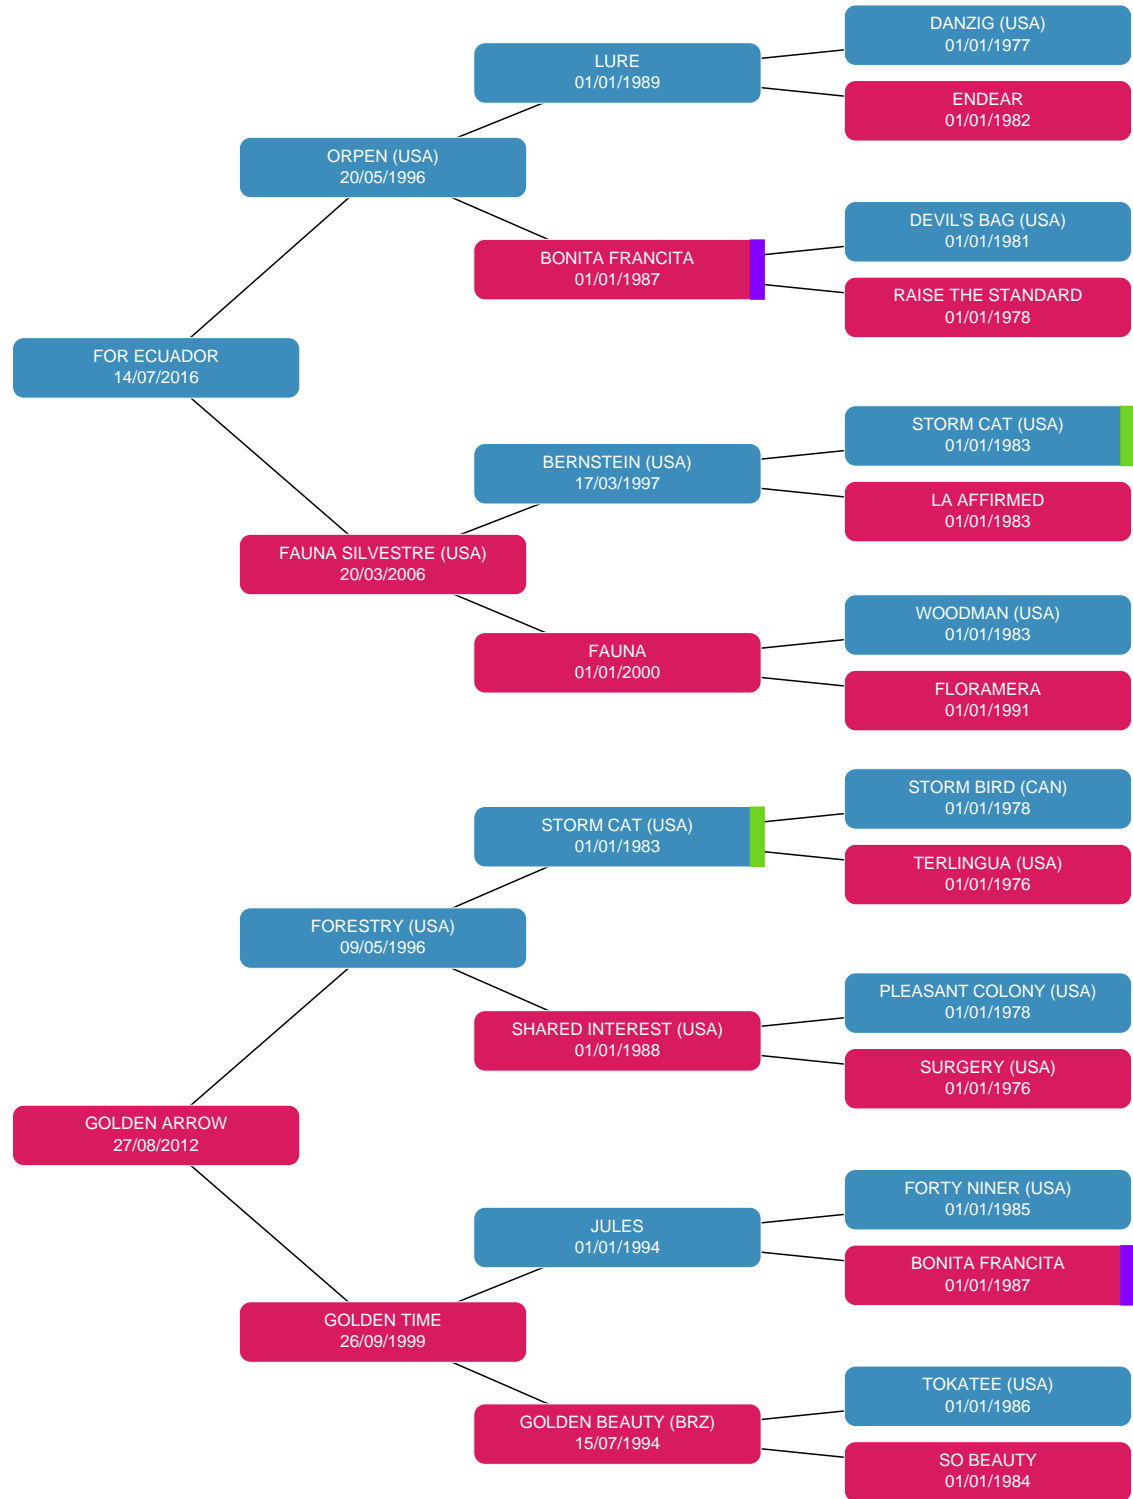 DANZIG (USA)
01/01/1977
LURE
01/01/1989
ENDEAR
01/01/1982
ORPEN (USA)
20/05/1996
DEVIL'S BAG (USA)
01/01/1981
BONITA FRANCITA
01/01/1987
RAISE THE STANDARD
01/01/1978
FOR ECUADOR
14/07/2016
STORM CAT (USA)
01/01/1983
BERNSTEIN (USA)
17/03/1997
LA AFFIRMED
01/01/1983
FAUNA SILVESTRE (USA)
20/03/2006
WOODMAN (USA)
01/01/1983
FAUNA
01/01/2000
FLORAMERA
01/01/1991
STORM BIRD (CAN)
01/01/1978
STORM CAT (USA)
01/01/1983
TERLINGUA (USA)
01/01/1976
FORESTRY (USA)
09/05/1996
PLEASANT COLONY (USA)
01/01/1978
SHARED INTEREST (USA)
01/01/1988
SURGERY (USA)
01/01/1976
GOLDEN ARROW
27/08/2012
FORTY NINER (USA)
01/01/1985
JULES
01/01/1994
BONITA FRANCITA
01/01/1987
GOLDEN TIME
26/09/1999
TOKATEE (USA)
01/01/1986
GOLDEN BEAUTY (BRZ)
15/07/1994
SO BEAUTY
01/01/1984